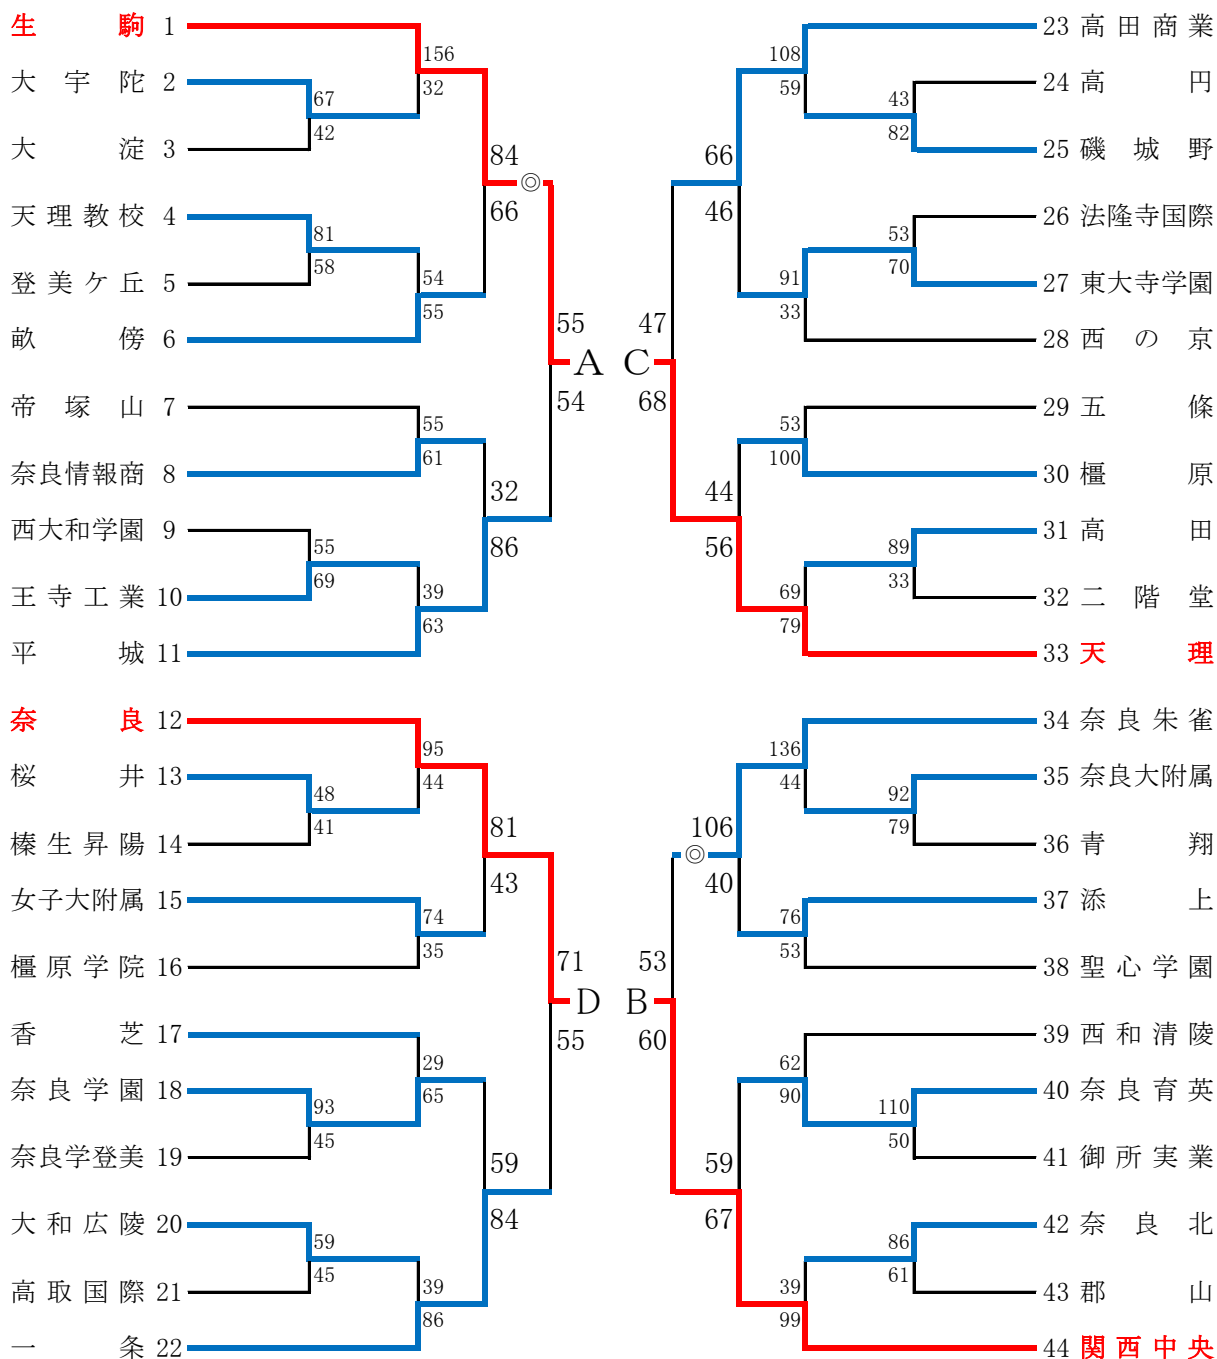 生駒 1
大宇陀 2
大淀 3
天理教校 4
登美ケ丘 5
畝傍 6
帝塚山 7
奈良情報商 8
西大和学園 9
王寺工業 10
平城 11
奈良 12
桜井 13
榛生昇陽 14
女子大附属 15
橿原学院 16
香芝 17
奈良学園 18
奈良学登美 19
大和広陵 20
高取国際 21
一条 22
67
42
81
58
55
69
48
41
93
45
59
45
156
32
54
55
55
61
39
63
95
44
74
35
29
65
39
86
84
◎
66
32
86
81
43
59
84
55
A
54
71
D
55
47
C
68
53
B
60
66
46
44
56
106
◎
40
59
67
108
59
91
33
53
100
69
79
136
44
76
53
62
90
39
99
43
82
53
70
89
33
92
79
110
50
86
61
23 高田商業
24 高円
25 磯城野
26 法隆寺国際
27 東大寺学園
28 西の京
29 五條
30 橿原
31 高田
32 二階堂
33 天理
34 奈良朱雀
35 奈良大附属
36 青翔
37 添上
38 聖心学園
39 西和清陵
40 奈良育英
41 御所実業
42 奈良北
43 郡山
44 関西中央